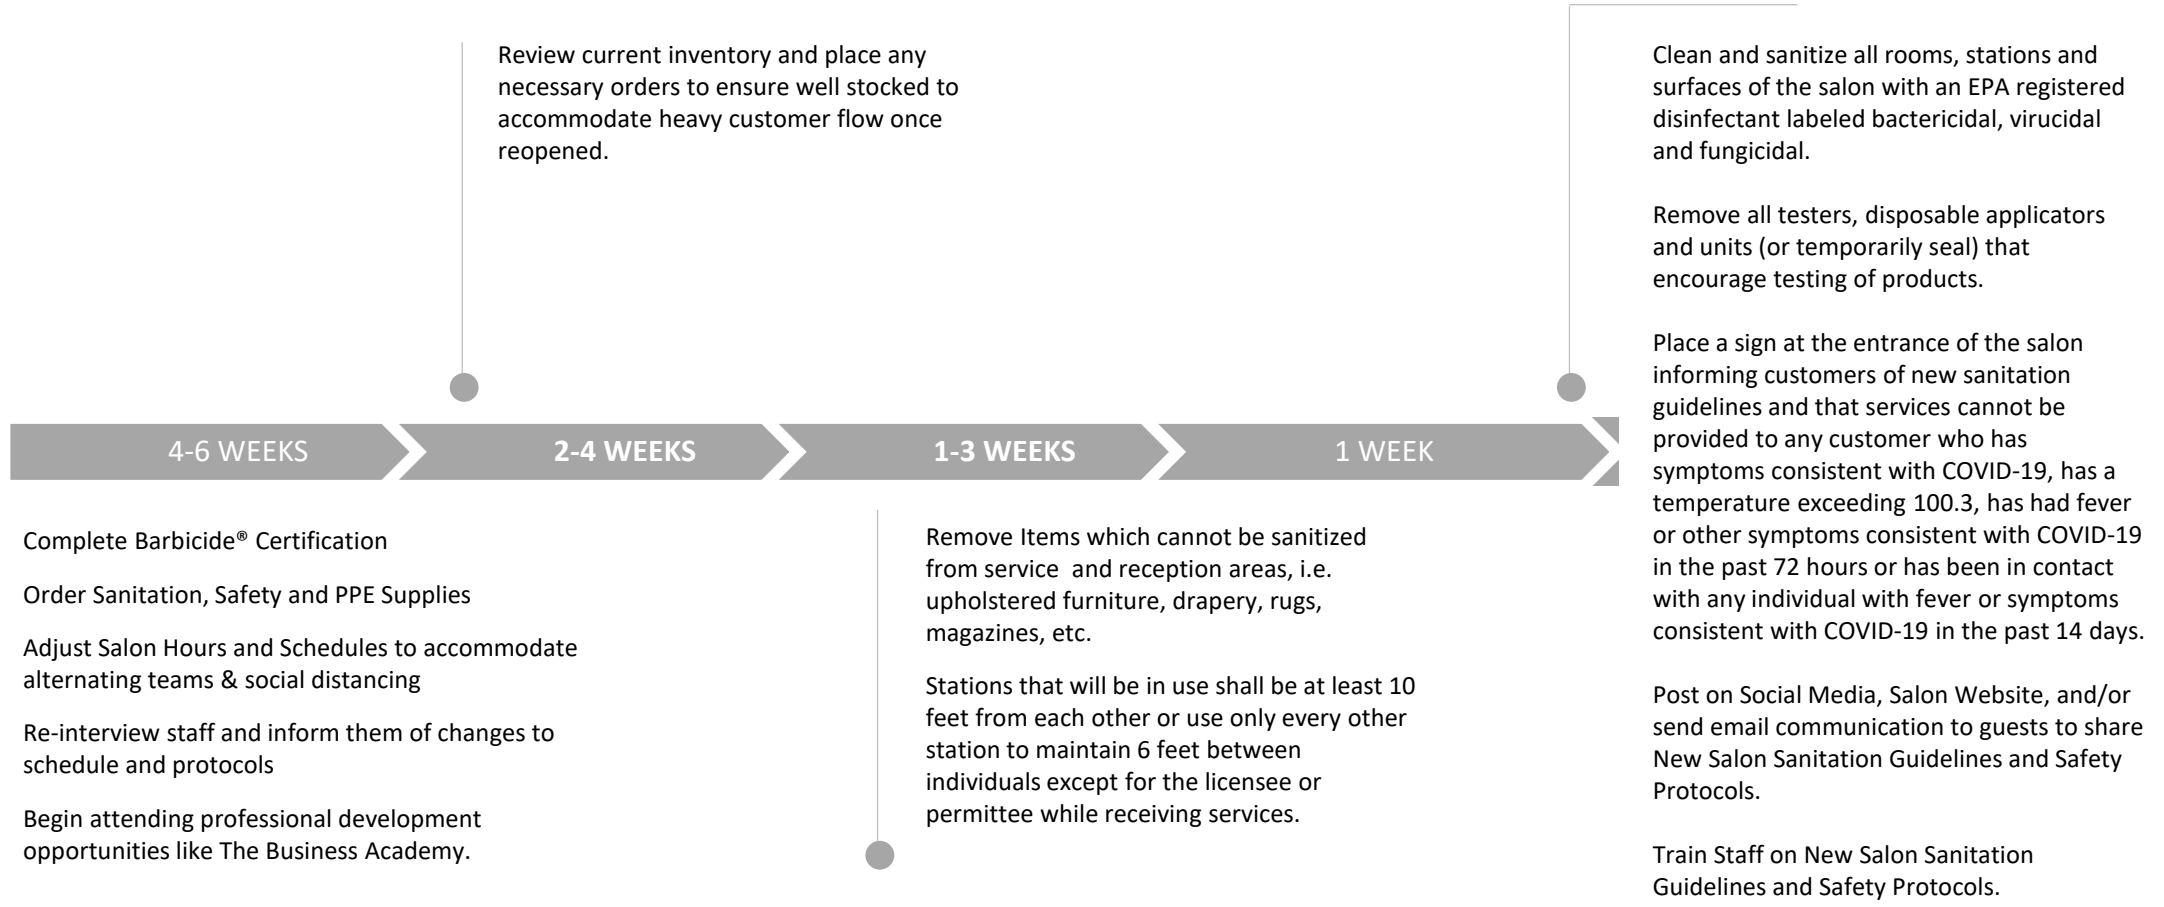 Review current inventory and place any
necessary orders to ensure well stocked to
accommodate heavy customer flow once
reopened.
4-6 WEEKS
2-4 WEEKS
1-3 WEEKS
1 WEEK
Complete Barbicide® Certification
Order Sanitation, Safety and PPE Supplies
Adjust Salon Hours and Schedules to accommodate
alternating teams & social distancing
Re-interview staff and inform them of changes to
schedule and protocols
Begin attending professional development
opportunities like The Business Academy.
Remove Items which cannot be sanitized
from service  and reception areas, i.e.
upholstered furniture, drapery, rugs,
magazines, etc.
Stations that will be in use shall be at least 10
feet from each other or use only every other
station to maintain 6 feet between
individuals except for the licensee or
permittee while receiving services.
Clean and sanitize all rooms, stations and
surfaces of the salon with an EPA registered
disinfectant labeled bactericidal, virucidal
and fungicidal.
Remove all testers, disposable applicators
and units (or temporarily seal) that
encourage testing of products.
Place a sign at the entrance of the salon
informing customers of new sanitation
guidelines and that services cannot be
provided to any customer who has
symptoms consistent with COVID-19, has a
temperature exceeding 100.3, has had fever
or other symptoms consistent with COVID-19
in the past 72 hours or has been in contact
with any individual with fever or symptoms
consistent with COVID-19 in the past 14 days.
Post on Social Media, Salon Website, and/or
send email communication to guests to share
New Salon Sanitation Guidelines and Safety
Protocols.
Train Staff on New Salon Sanitation
Guidelines and Safety Protocols.